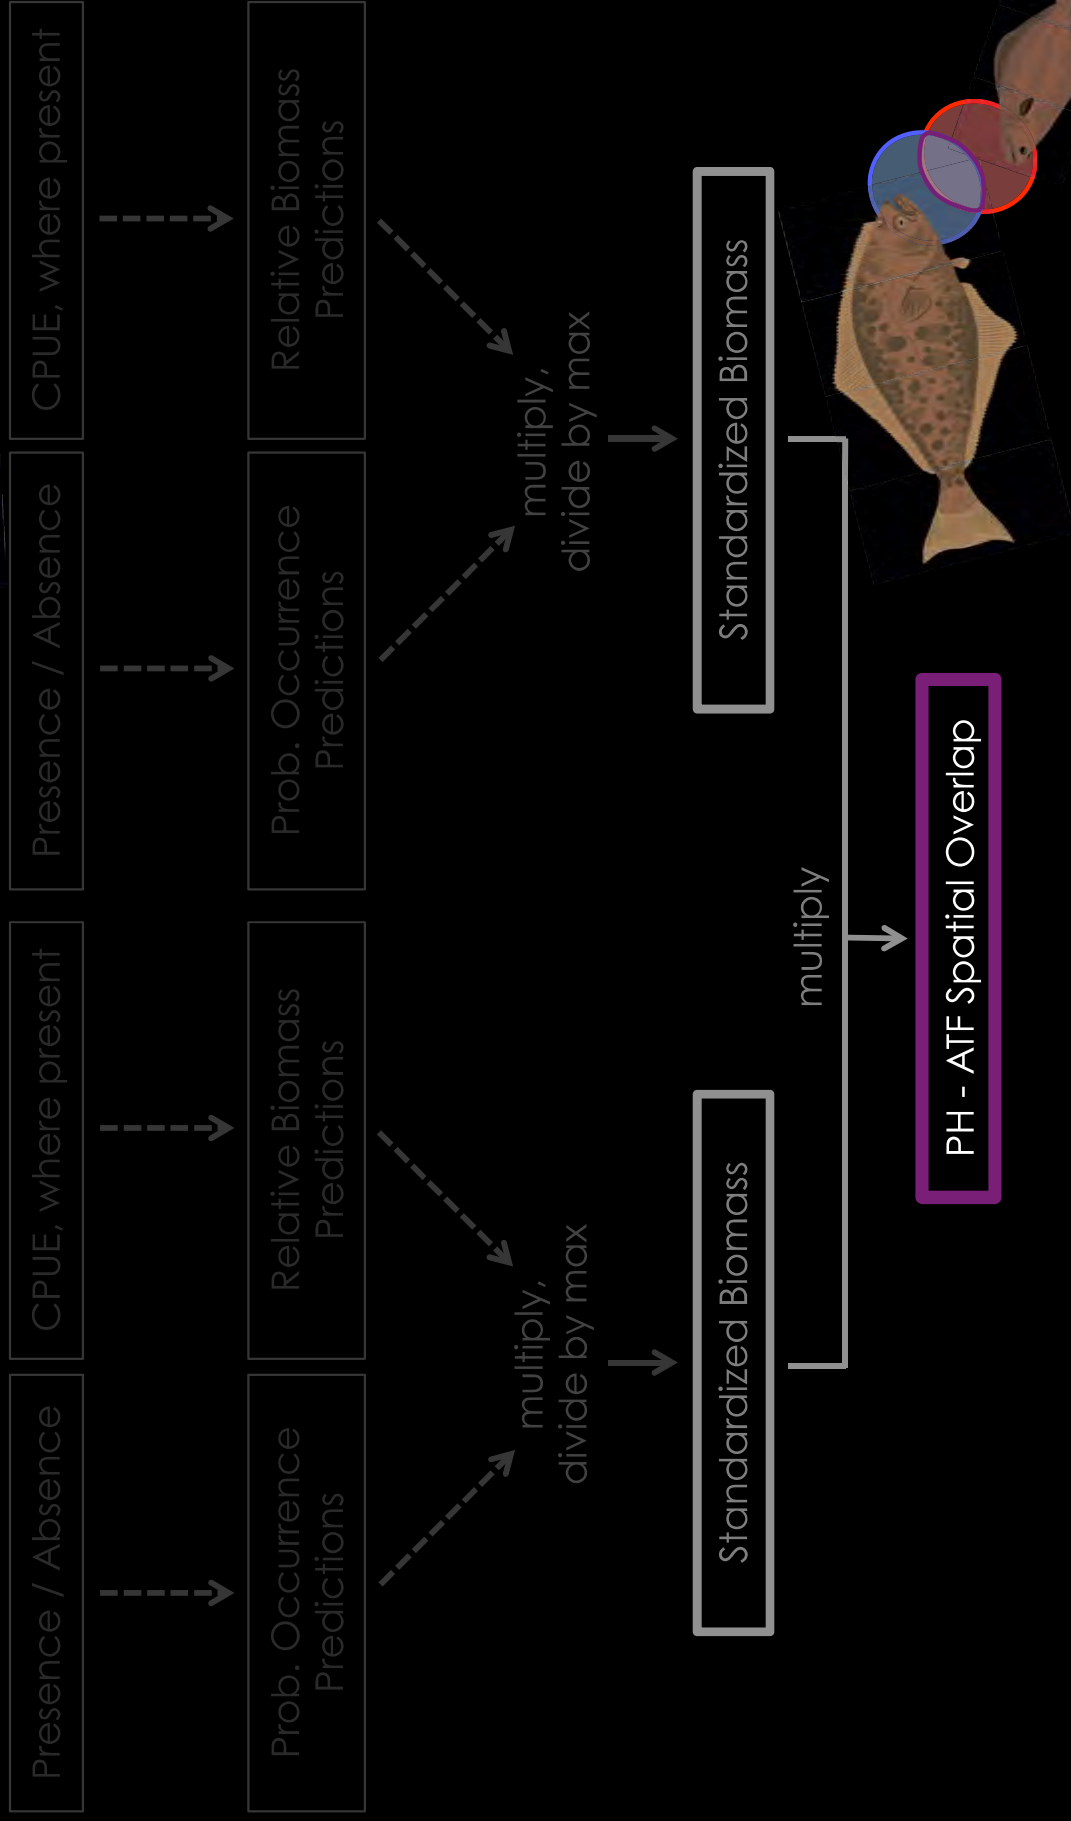 Presence / Absence
CPUE, where present
Presence / Absence
CPUE, where present
Prob. Occurrence
Predictions
Relative Biomass
Predictions
Prob. Occurrence
Predictions
Relative Biomass
Predictions
multiply,
divide by max
multiply,
divide by max
Standardized Biomass
Standardized Biomass
multiply
PH - ATF Spatial Overlap